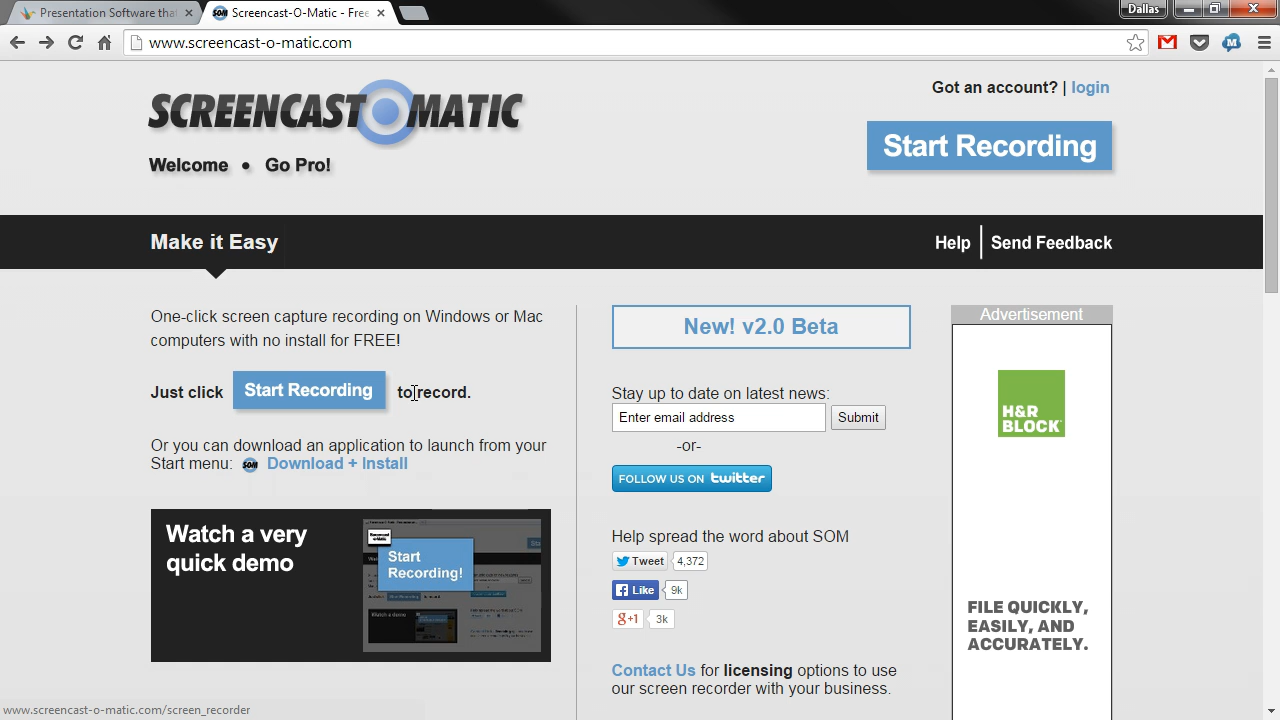 Presentation Software that
Screencast-O-Matic - Free
Dallas
www.screencast-o-matic.com
SCREENCAST O MATIC
Got an account? | login
Start Recording
Welcome • Go Pro!
Make it Easy
Help
Send Feedback
One-click screen capture recording on Windows or Mac
computers with no install for FREE!
Just click Start Recording to record.
Or you can download an application to launch from your
Start menu: SOM Download + Install
Watch a very
quick demo
Start
Recording!
New! v2.0 Beta
Stay up to date on latest news:
Enter email address
Submit
-or-
FOLLOW US ON twitter
Help spread the word about SOM
Tweet 4,372
Like 9k
g+1 3k
Contact Us for licensing options to use
our screen recorder with your business.
Advertisement
H&R
BLOCK
FILE QUICKLY,
EASILY, AND
ACCURATELY.
www.screencast-o-matic.com/screen_recorder